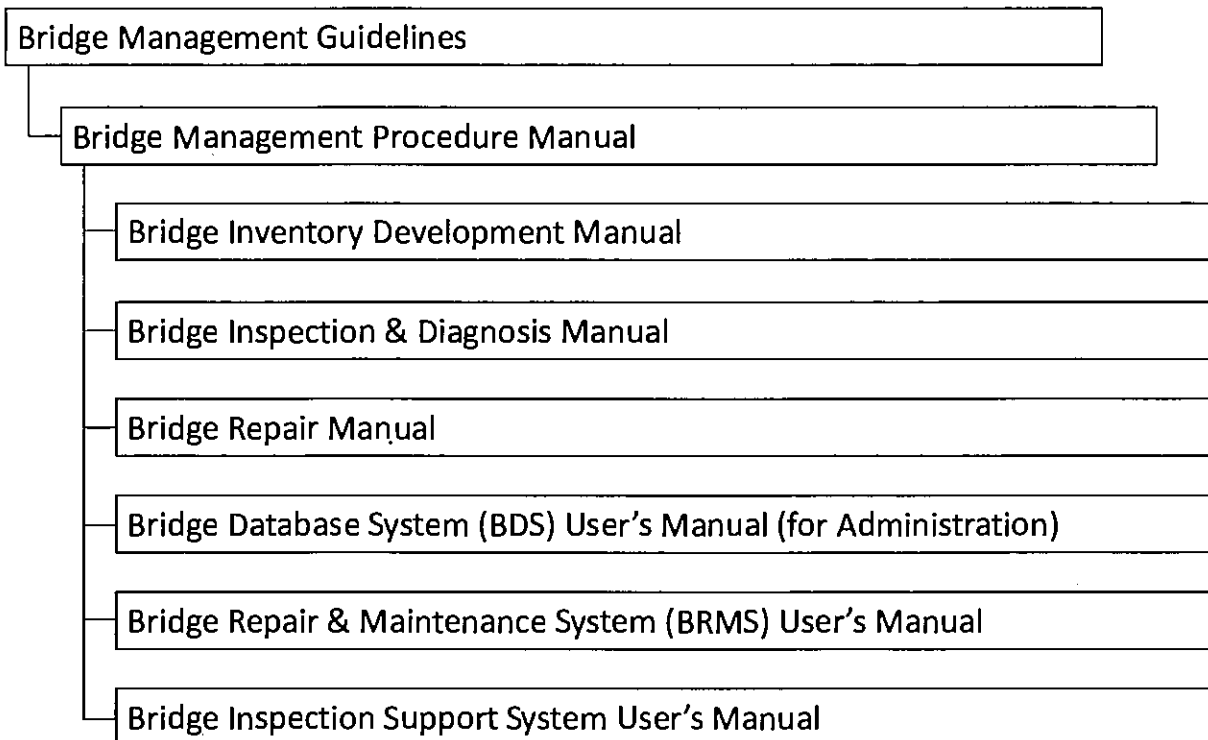 Bridge Management Guidelines
Bridge Management Procedure Manual
Bridge Inventory Development Manual
Bridge Inspection & Diagnosis Manual
Bridge Repair Manual
Bridge Database System (BDS) User’s Manual (for Administration)
Bridge Repair & Maintenance System (BRMS) User’s Manual
Bridge Inspection Support System User’s Manual